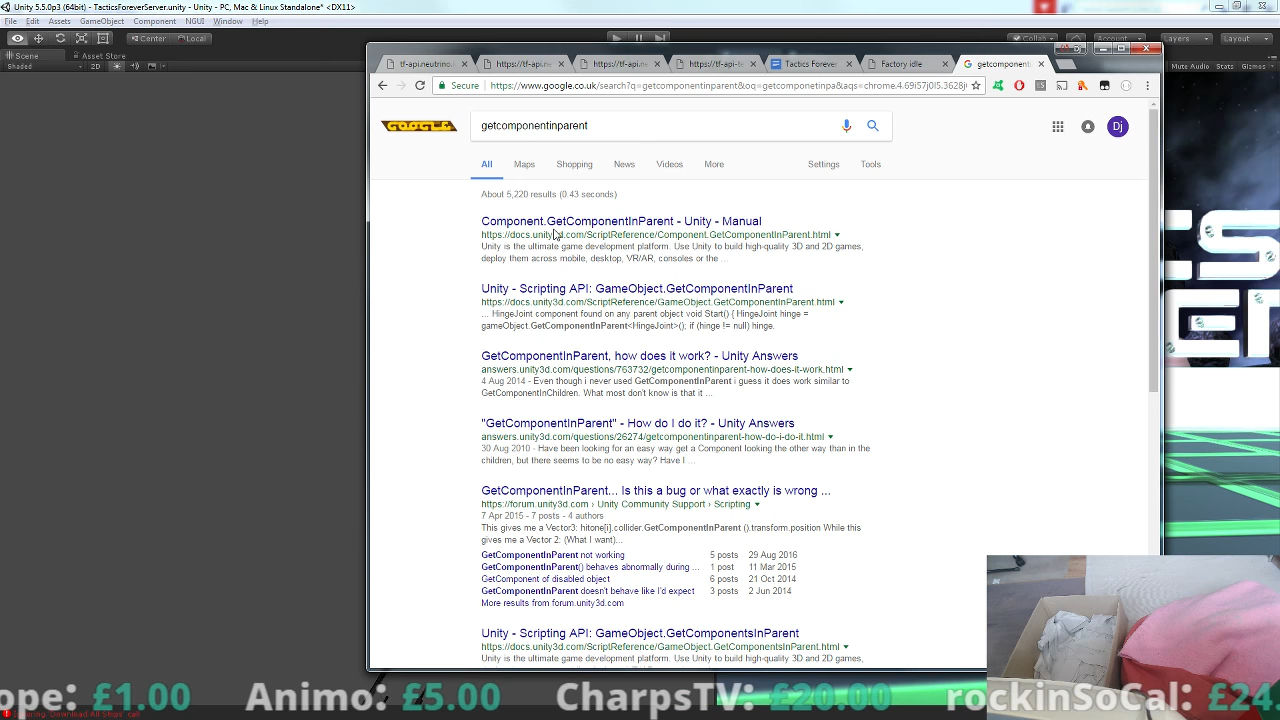 Unity 5.5.0p3 (64bit) - TacticsForeverServer.unity - Unity - PC, Mac & Linux Standalone* <DX11>
File Edit Assets GameObject Component NGUI Window Help
Center Local
Collab Account Layers Layout
Scene Asset Store
Shaded 2D
Mute Audio Stats Gizmos
Tactics Forever Factory idle getcomponentin
Secure https://www.google.co.uk/search?q=getcomponentinparent&oq=getcomponetinpa&aqs=chrome.4.69i57j0l5.3628j
GOOGLE getcomponentinparent Dj
All Maps Shopping News Videos More Settings Tools
About 5,220 results (0.43 seconds)
Component.GetComponentInParent - Unity - Manual
https://docs.unity3d.com/ScriptReference/Component.GetComponentInParent.html
Unity is the ultimate game development platform. Use Unity to build high-quality 3D and 2D games,
deploy them across mobile, desktop, VR/AR, consoles or the ...
Unity - Scripting API: GameObject.GetComponentInParent
https://docs.unity3d.com/ScriptReference/GameObject.GetComponentInParent.html
... HingeJoint component found on any parent object void Start() { HingeJoint hinge =
gameObject.GetComponentInParent<HingeJoint>(); if (hinge != null) hinge.
GetComponentInParent, how does it work? - Unity Answers
answers.unity3d.com/questions/763732/getcomponentinparent-how-does-it-work.html
4 Aug 2014 - Even though i never used GetComponentInParent i guess it does work similar to
GetComponentInChildren. What most don't know is that it ...
"GetComponentInParent" - How do I do it? - Unity Answers
answers.unity3d.com/questions/26274/getcomponentinparent-how-do-i-do-it.html
30 Aug 2010 - Have been looking for an easy way get a Component looking the other way than in the
children, but there seems to be no easy way? Have I ...
GetComponentInParent... Is this a bug or what exactly is wrong ...
https://forum.unity3d.com › Unity Community Support › Scripting
7 Apr 2015 - 7 posts - 4 authors
This gives me a Vector3: hitone[i].collider.GetComponentInParent ().transform.position While this
gives me a Vector 2: (What I want)...
GetComponentInParent not working 5 posts 29 Aug 2016
GetComponentInParent() behaves abnormally during ... 1 post 11 Mar 2015
GetComponent of disabled object 6 posts 21 Oct 2014
GetComponentInParent doesn't behave like I'd expect 3 posts 2 Jun 2014
More results from forum.unity3d.com
Unity - Scripting API: GameObject.GetComponentsInParent
https://docs.unity3d.com/ScriptReference/GameObject.GetComponentsInParent.html
Unity is the ultimate game development platform. Use Unity to build high-quality 3D and 2D games,
ope: £1.00 Animo: £5.00 CharpsTV: £20.00 rockinSoCal: £24.